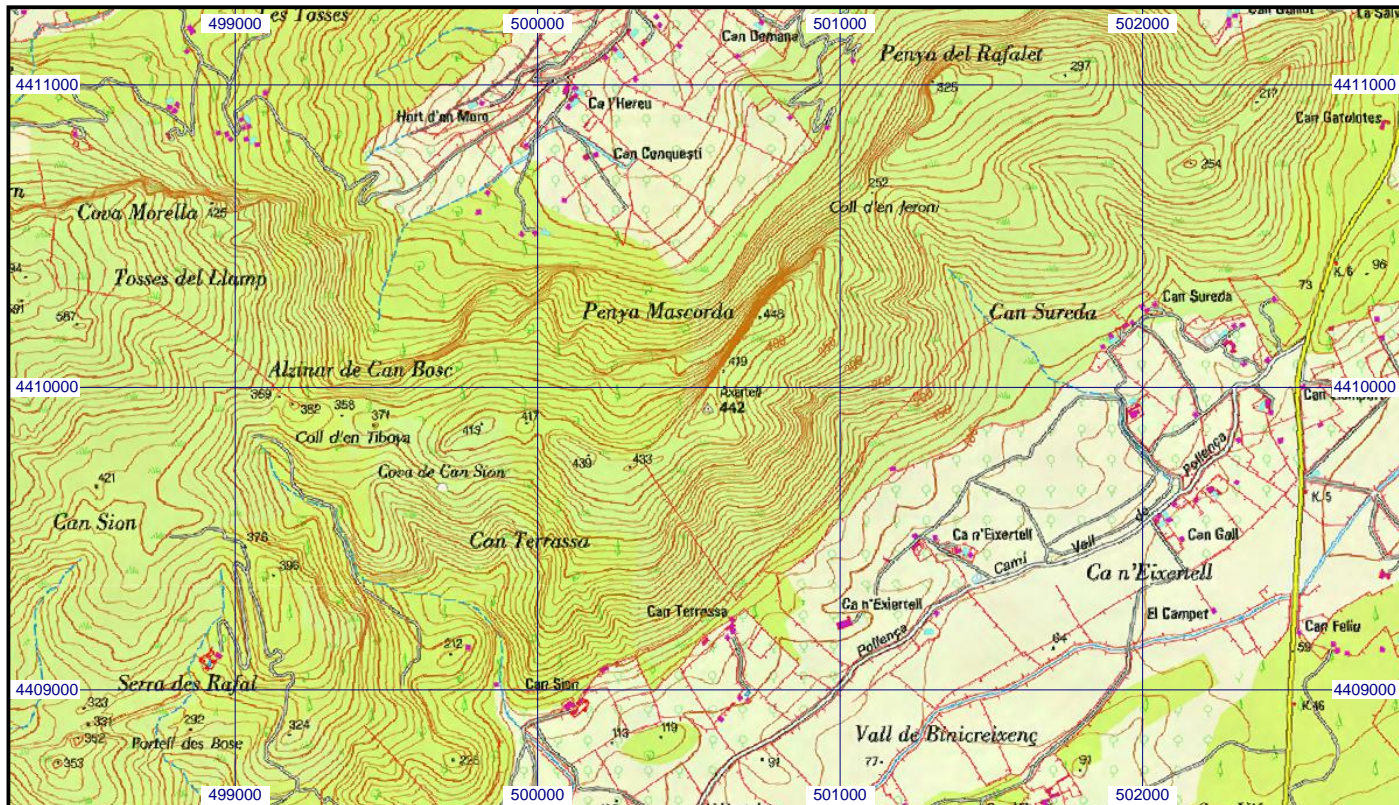 499000
500000
501000
502000
Les Tosses
Can Demana
Penya del Rafalet
297
325
217
4411000
4411000
Hort d'en Moro
Ca l'Hereu
Can Conquesti
Can Gatulotes
254
252
Coll d'en Jeroni
Cova Morella
425
Tosses del Llamp
K. 6
96
73
Can Sureda
Can Sureda
587
Penya Mascorda
448
419
Alzinar de Can Bosc
4410000
4410000
Axertell
442
369
382
358
371
417
419
Coll d'en Tiboya
439
433
Cova de Can Sion
421
Can Sion
376
396
Can Terrassa
Ca n'Eixertell
Camí
Vall
de
Pollença
Can Gall
K. 5
Ca n'Eixertell
Can Terrassa
Ca n'Exiertell
Pollença
El Campet
Can Feliu
64
59
212
Serra des Rafal
4409000
4409000
Can Sion
323
331
352
353
292
324
Portell des Bosc
225
113
119
91
77
91
Vall de Binicreixenç
K. 46
499000
500000
501000
502000